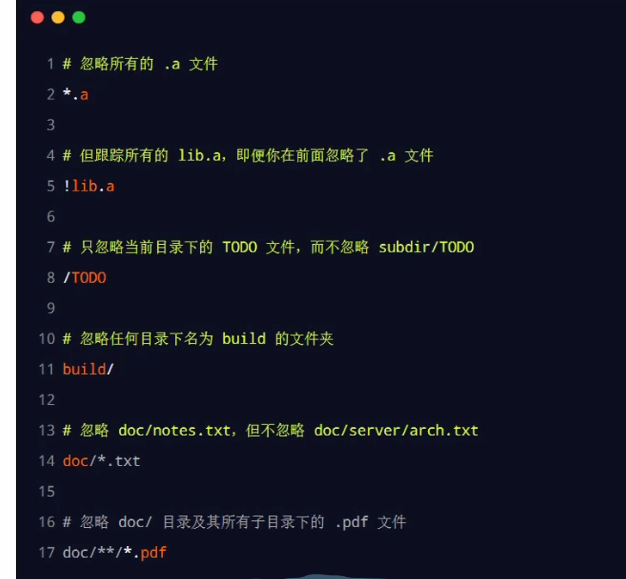 1 # 忽略所有的 .a 文件
2 *.a
3
4 # 但跟踪所有的 lib.a，即便你在前面忽略了 .a 文件
5 !lib.a
6
7 # 只忽略当前目录下的 TODO 文件，而不忽略 subdir/TODO
8 /TODO
9
10 # 忽略任何目录下名为 build 的文件夹
11 build/
12
13 # 忽略 doc/notes.txt，但不忽略 doc/server/arch.txt
14 doc/*.txt
15
16 # 忽略 doc/ 目录及其所有子目录下的 .pdf 文件
17 doc/**/*.pdf